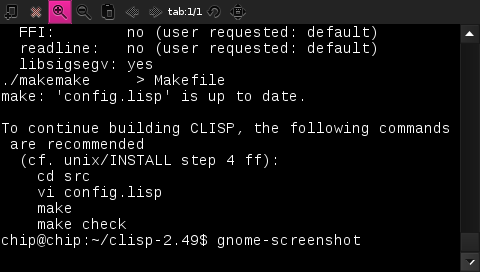 tab:1/1
FFI:         no (user requested: default)
readline:   no (user requested: default)
libsigsegv: yes
./makemake     > Makefile
make: 'config.lisp' is up to date.
To continue building CLISP, the following commands
are recommended
(cf. unix/INSTALL step 4 ff):
cd src
vi config.lisp
make
make check
chip@chip:~/clisp-2.49$ gnome-screenshot